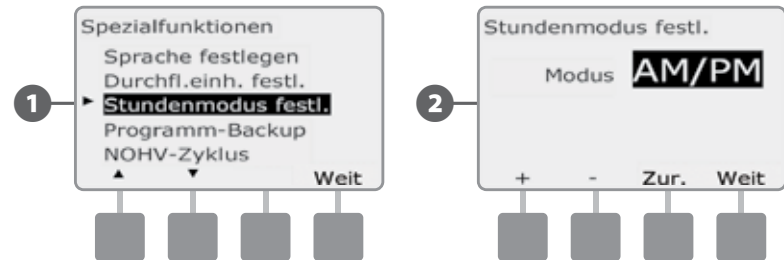 1
Spezialfunktionen
Sprache festlegen
Durchfl.einh. festl.
► Stundenmodus festl.
Programm-Backup
NOHV-Zyklus
▲ ▼ Weit
2
Stundenmodus festl.
Modus AM/PM
+ - Zur. Weit